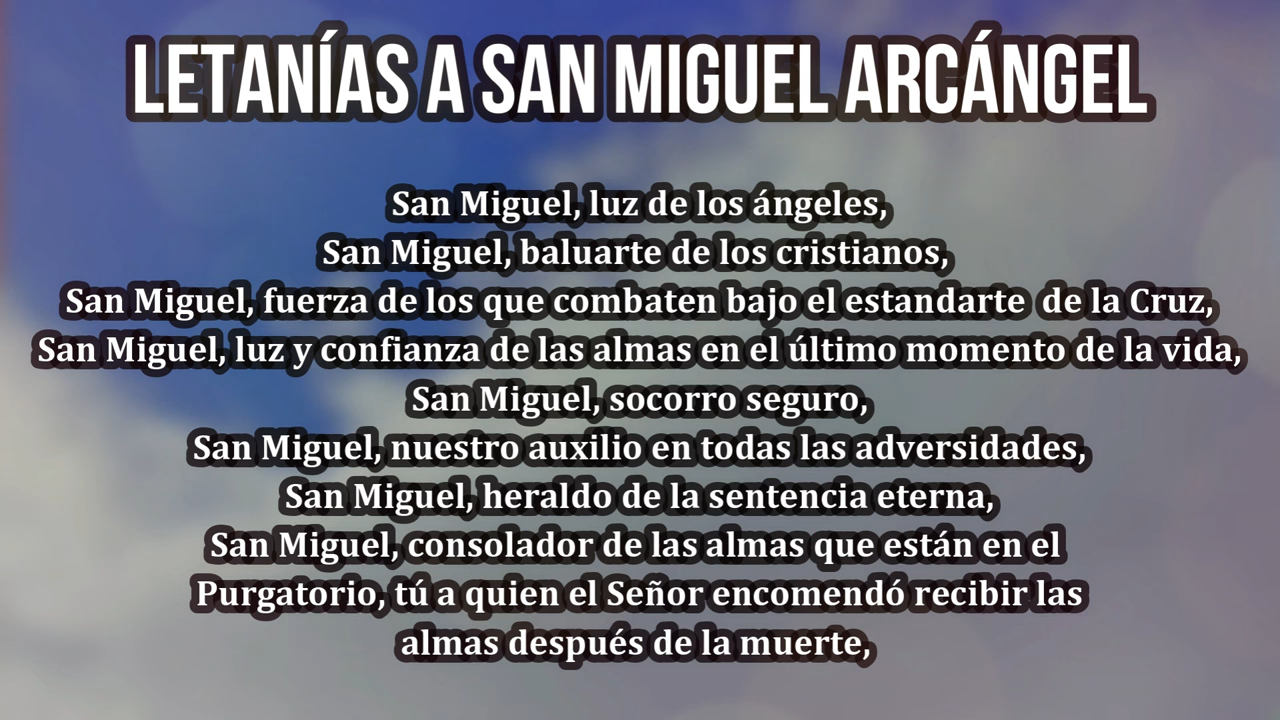 LETANÍAS A SAN MIGUEL ARCÁNGEL
San Miguel, luz de los ángeles,
San Miguel, baluarte de los cristianos,
San Miguel, fuerza de los que combaten bajo el estandarte de la Cruz,
San Miguel, luz y confianza de las almas en el último momento de la vida,
San Miguel, socorro seguro,
San Miguel, nuestro auxilio en todas las adversidades,
San Miguel, heraldo de la sentencia eterna,
San Miguel, consolador de las almas que están en el
Purgatorio, tú a quien el Señor encomendó recibir las
almas después de la muerte,